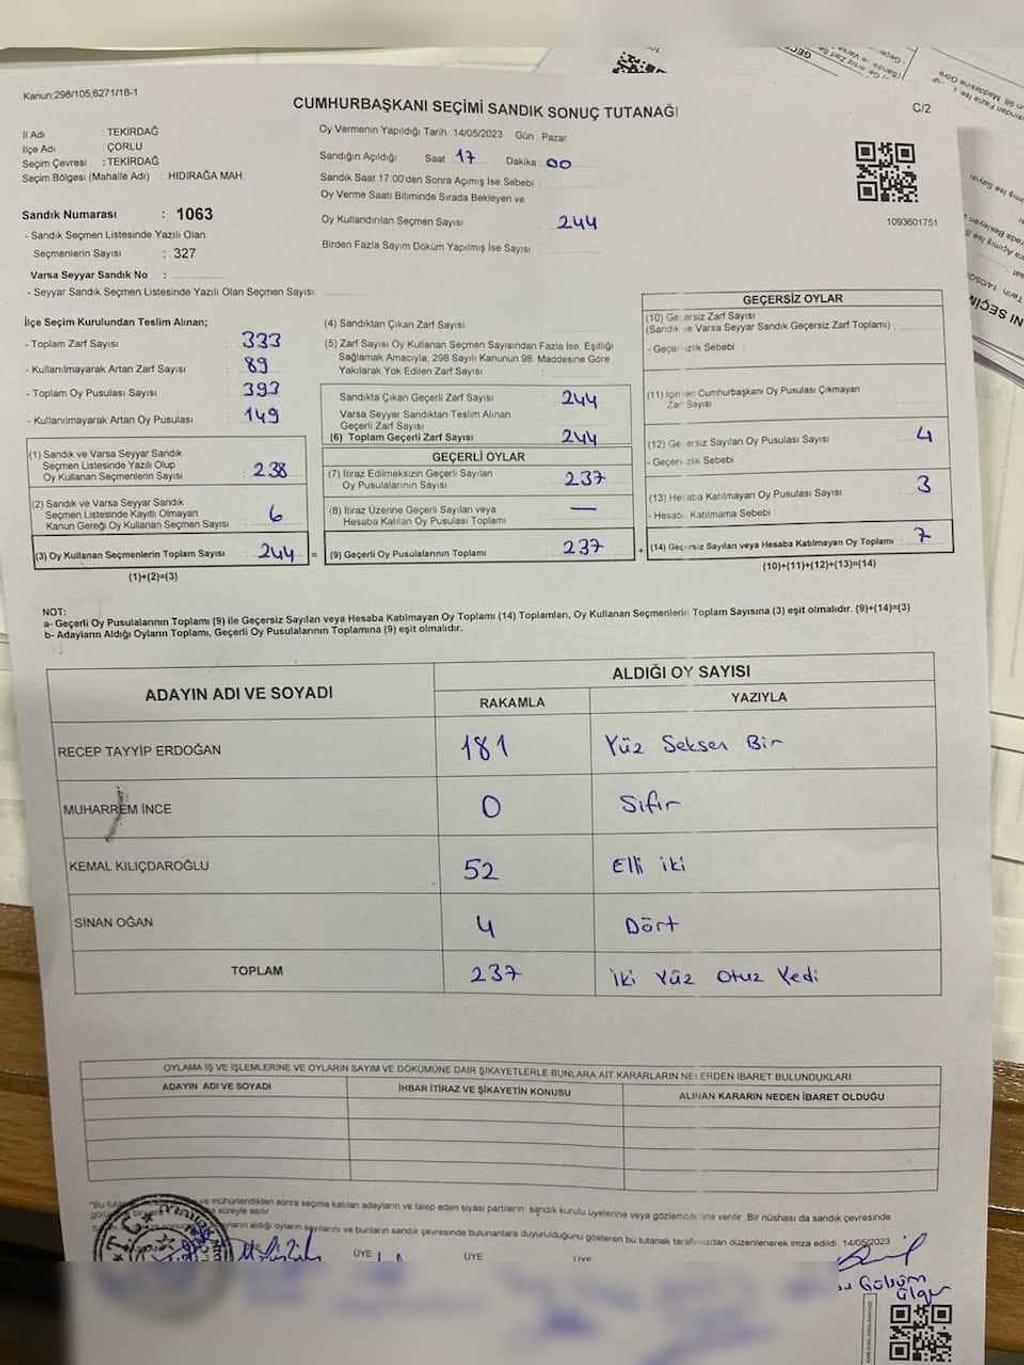 Kanun:298/105,6271/18-1
CUMHURBAŞKANI SEÇİMİ SANDIK SONUÇ TUTANAĞI
C/2
İl Adı : TEKİRDAĞ
İlçe Adı : ÇORLU
Seçim Çevresi : TEKİRDAĞ
Seçim Bölgesi (Mahalle Adı) : HIDIRAĞA MAH.
Oy Vermenin Yapıldığı Tarih: 14/05/2023 Gün : Pazar
Sandığın Açıldığı Saat 17 Dakika 00
Sandık Saat 17:00'den Sonra Açımış İse Sebebi
Oy Verme Saati Bitiminde Sırada Bekleyen ve
Oy Kullandırılan Seçmen Sayısı 244
Birden Fazla Sayım Döküm Yapılmış İse Sayısı
1093601751
Sandık Numarası : 1063
- Sandık Seçmen Listesinde Yazılı Olan
Seçmenlerin Sayısı : 327
Varsa Seyyar Sandık No :
- Seyyar Sandık Seçmen Listesinde Yazılı Olan Seçmen Sayısı:
İlçe Seçim Kurulundan Teslim Alınan;
- Toplam Zarf Sayısı 333
- Kullanılmayarak Artan Zarf Sayısı 89
- Toplam Oy Pusulası Sayısı 393
- Kullanılmayarak Artan Oy Pusulası 149
(1) Sandık ve Varsa Seyyar Sandık
Seçmen Listesinde Yazılı Olup
Oy Kullanan Seçmenlerin Sayısı 238
(2) Sandık ve Varsa Seyyar Sandık
Seçmen Listesinde Kayıtlı Olmayan
Kanun Gereği Oy Kullanan Seçmen Sayısı 6
(3) Oy Kullanan Seçmenlerin Toplam Sayısı 244 =
(1)+(2)=(3)
(4) Sandıktan Çıkan Zarf Sayısı
(5) Zarf Sayısı Oy Kullanan Seçmen Sayısından Fazla İse, Eşitliği
Sağlamak Amacıyla, 298 Sayılı Kanunun 98. Maddesine Göre
Yakılarak Yok Edilen Zarf Sayısı :
Sandıkta Çıkan Geçerli Zarf Sayısı 244
Varsa Seyyar Sandıktan Teslim Alınan
Geçerli Zarf Sayısı
(6) Toplam Geçerli Zarf Sayısı 244
GEÇERLİ OYLAR
(7) İtiraz Edilmeksizin Geçerli Sayılan
Oy Pusulalarının Sayısı 237
(8) İtiraz Üzerine Geçerli Sayılan veya
Hesaba Katılan Oy Pusulası Toplamı —
(9) Geçerli Oy Pusulalarının Toplamı 237 +
GEÇERSİZ OYLAR
(10) Geçersiz Zarf Sayısı
(Sandık ve Varsa Seyyar Sandık Geçersiz Zarf Toplamı)
- Geçersizlik Sebebi :
(11) İçinden Cumhurbaşkanı Oy Pusulası Çıkmayan
Zarf Sayısı
(12) Geçersiz Sayılan Oy Pusulası Sayısı 4
- Geçersizlik Sebebi
(13) Hesaba Katılmayan Oy Pusulası Sayısı 3
- Hesaba Katılmama Sebebi
(14) Geçersiz Sayılan veya Hesaba Katılmayan Oy Toplamı : 7
(10)+(11)+(12)+(13)=(14)
NOT:
a- Geçerli Oy Pusulalarının Toplamı (9) ile Geçersiz Sayılan veya Hesaba Katılmayan Oy Toplamı (14) Toplamları, Oy Kullanan Seçmenlerin Toplam Sayısına (3) eşit olmalıdır. (9)+(14)=(3)
b- Adayların Aldığı Oyların Toplamı, Geçerli Oy Pusulalarının Toplamına (9) eşit olmalıdır.
ADAYIN ADI VE SOYADI
ALDIĞI OY SAYISI
RAKAMLA YAZIYLA
RECEP TAYYİP ERDOĞAN 181 Yüz Seksen Bir
MUHARREM İNCE 0 Sıfır
KEMAL KILIÇDAROĞLU 52 Elli iki
SİNAN OĞAN 4 Dört
TOPLAM 237 İki Yüz Otuz Yedi
OYLAMA İŞ VE İŞLEMLERİNE VE OYLARIN SAYIM VE DÖKÜMÜNE DAİR ŞİKAYETLERLE BUNLARA AİT KARARLARIN NELERDEN İBARET BULUNDUKLARI
ADAYIN ADI VE SOYADI İHBAR İTİRAZ VE ŞİKAYETİN KONUSU ALINAN KARARIN NEDEN İBARET OLDUĞU
"Bu ve mühürlendikten sonra seçime katılan adayların ve talep eden siyasi partilerin sandık kurulu üyelerine veya gözlemcilerine verilir. Bir nüshası da sandık çevresinde
süreyle asılır
oyların aldığı oyların sayılarını ve bunların sandık çevresinde bulunanlara duyurulduğunu gösteren bu tutanak tarafımızdan düzenlenerek imza edildi. 14/05/2023
T.C.
ÜYE ÜYE ÜYE
Gülsüm